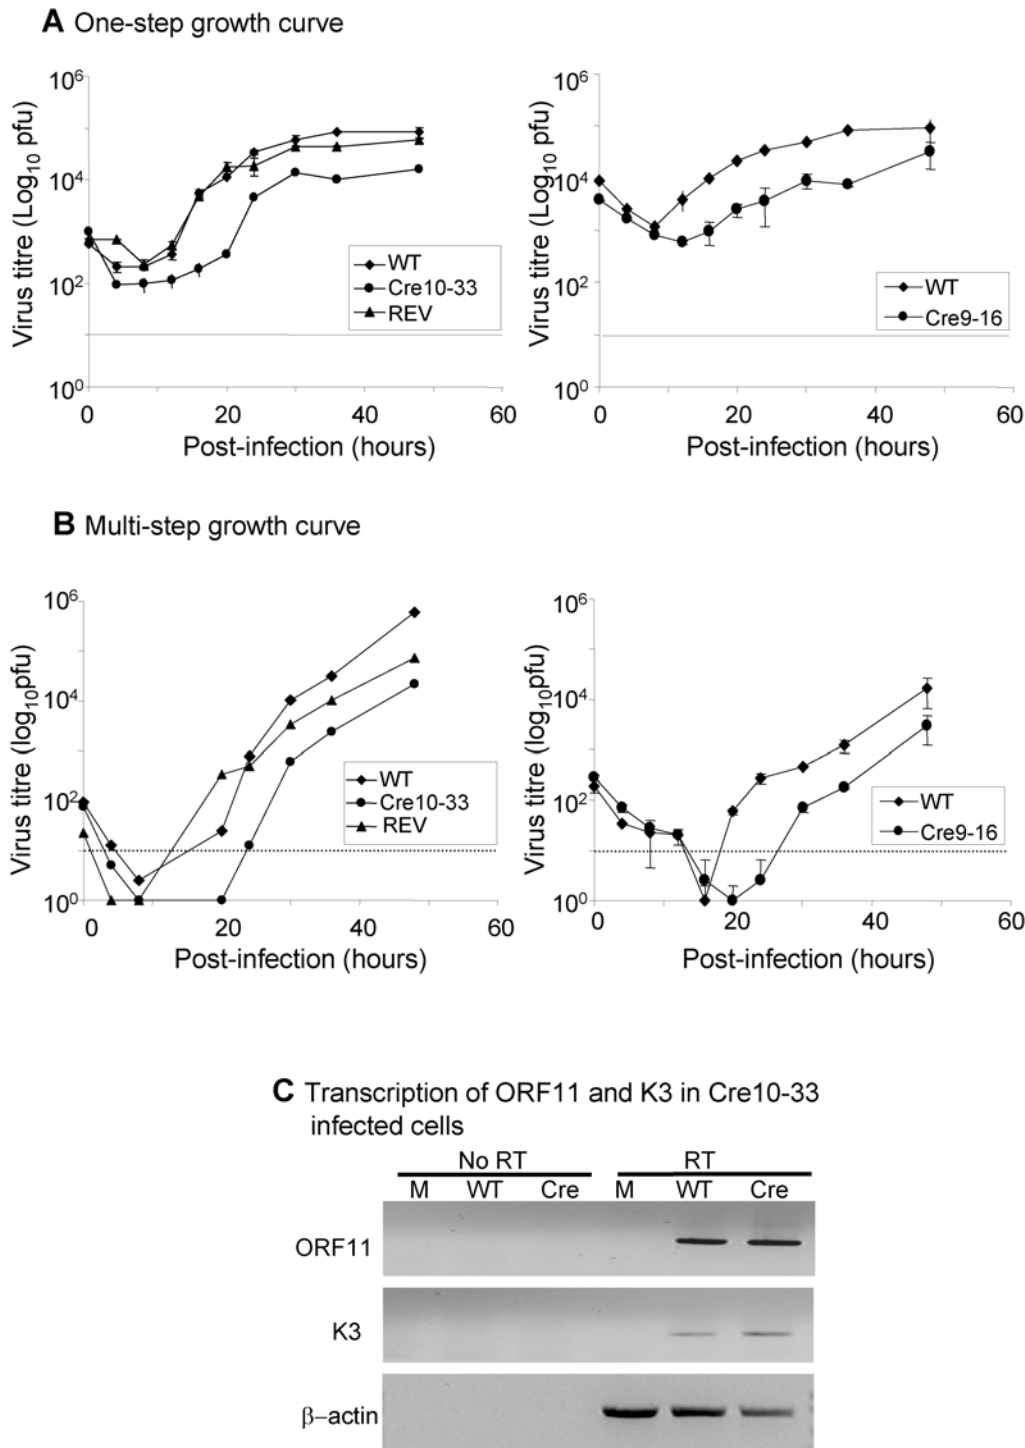 A One-step growth curve
Virus titre (Log10 pfu)
10^6
10^4
10^2
10^0
0 20 40 60
Post-infection (hours)
WT
Cre10-33
REV
Virus titre (Log10 pfu)
10^6
10^4
10^2
10^0
0 20 40 60
Post-infection (hours)
WT
Cre9-16
B Multi-step growth curve
Virus titre (log10pfu)
10^6
10^4
10^2
10^0
0 20 40 60
Post-infection (hours)
WT
Cre10-33
REV
Virus titre (log10pfu)
10^6
10^4
10^2
10^0
0 20 40 60
Post-infection (hours)
WT
Cre9-16
C Transcription of ORF11 and K3 in Cre10-33
infected cells
No RT RT
M WT Cre M WT Cre
ORF11
K3
β–actin